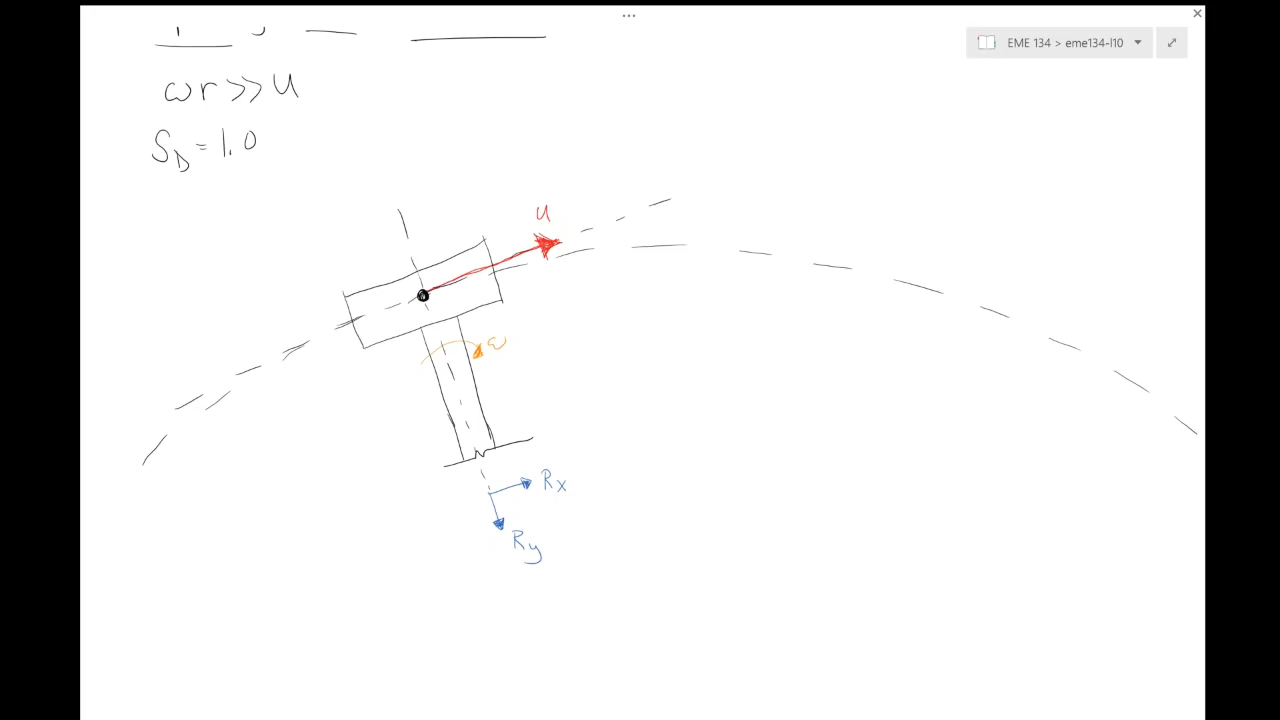 EME 134 > eme134-l10
ωr >> u
S_D = 1.0
u
ω
Rx
Ry